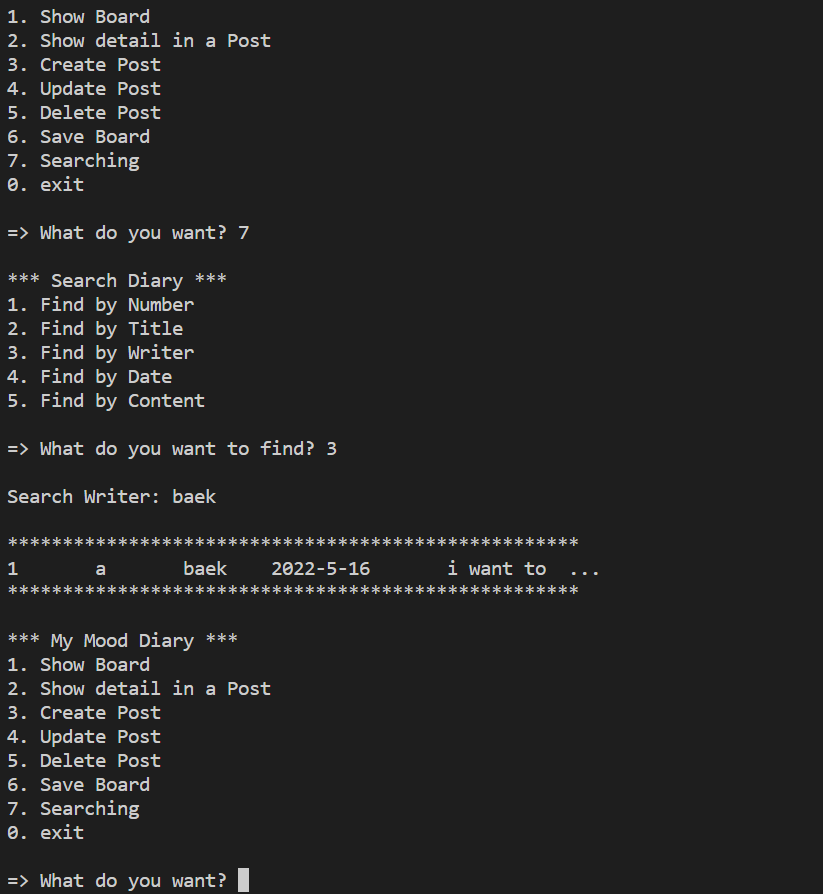 1. Show Board
2. Show detail in a Post
3. Create Post
4. Update Post
5. Delete Post
6. Save Board
7. Searching
0. exit
=> What do you want? 7
*** Search Diary ***
1. Find by Number
2. Find by Title
3. Find by Writer
4. Find by Date
5. Find by Content
=> What do you want to find? 3
Search Writer: baek
****************************************************
1       a       baek    2022-5-16       i want to  ...
****************************************************
*** My Mood Diary ***
1. Show Board
2. Show detail in a Post
3. Create Post
4. Update Post
5. Delete Post
6. Save Board
7. Searching
0. exit
=> What do you want?